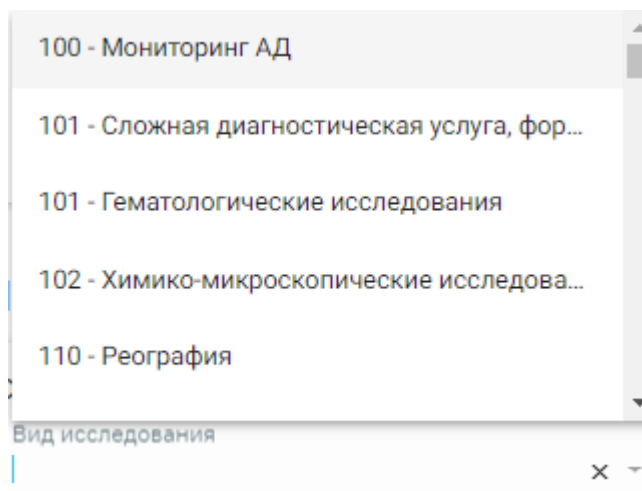 100 - Мониторинг АД
101 - Сложная диагностическая услуга, фор...
101 - Гематологические исследования
102 - Химико-микроскопические исследова...
110 - Реография
Вид исследования